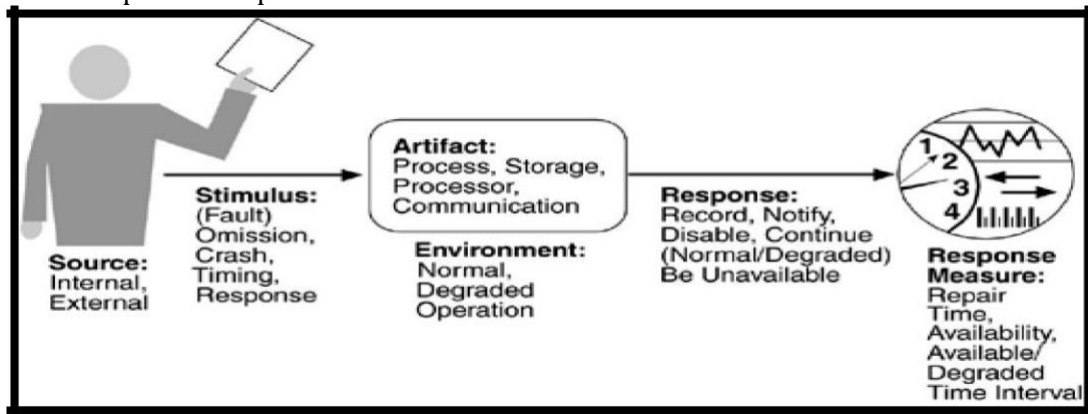 Source:
Internal,
External
Stimulus:
(Fault)
Omission,
Crash,
Timing,
Response
Artifact:
Process, Storage,
Processor,
Communication
Environment:
Normal,
Degraded
Operation
Response:
Record, Notify,
Disable, Continue
(Normal/Degraded)
Be Unavailable
1
2
3
4
Response
Measure:
Repair
Time,
Availability,
Available/
Degraded
Time Interval